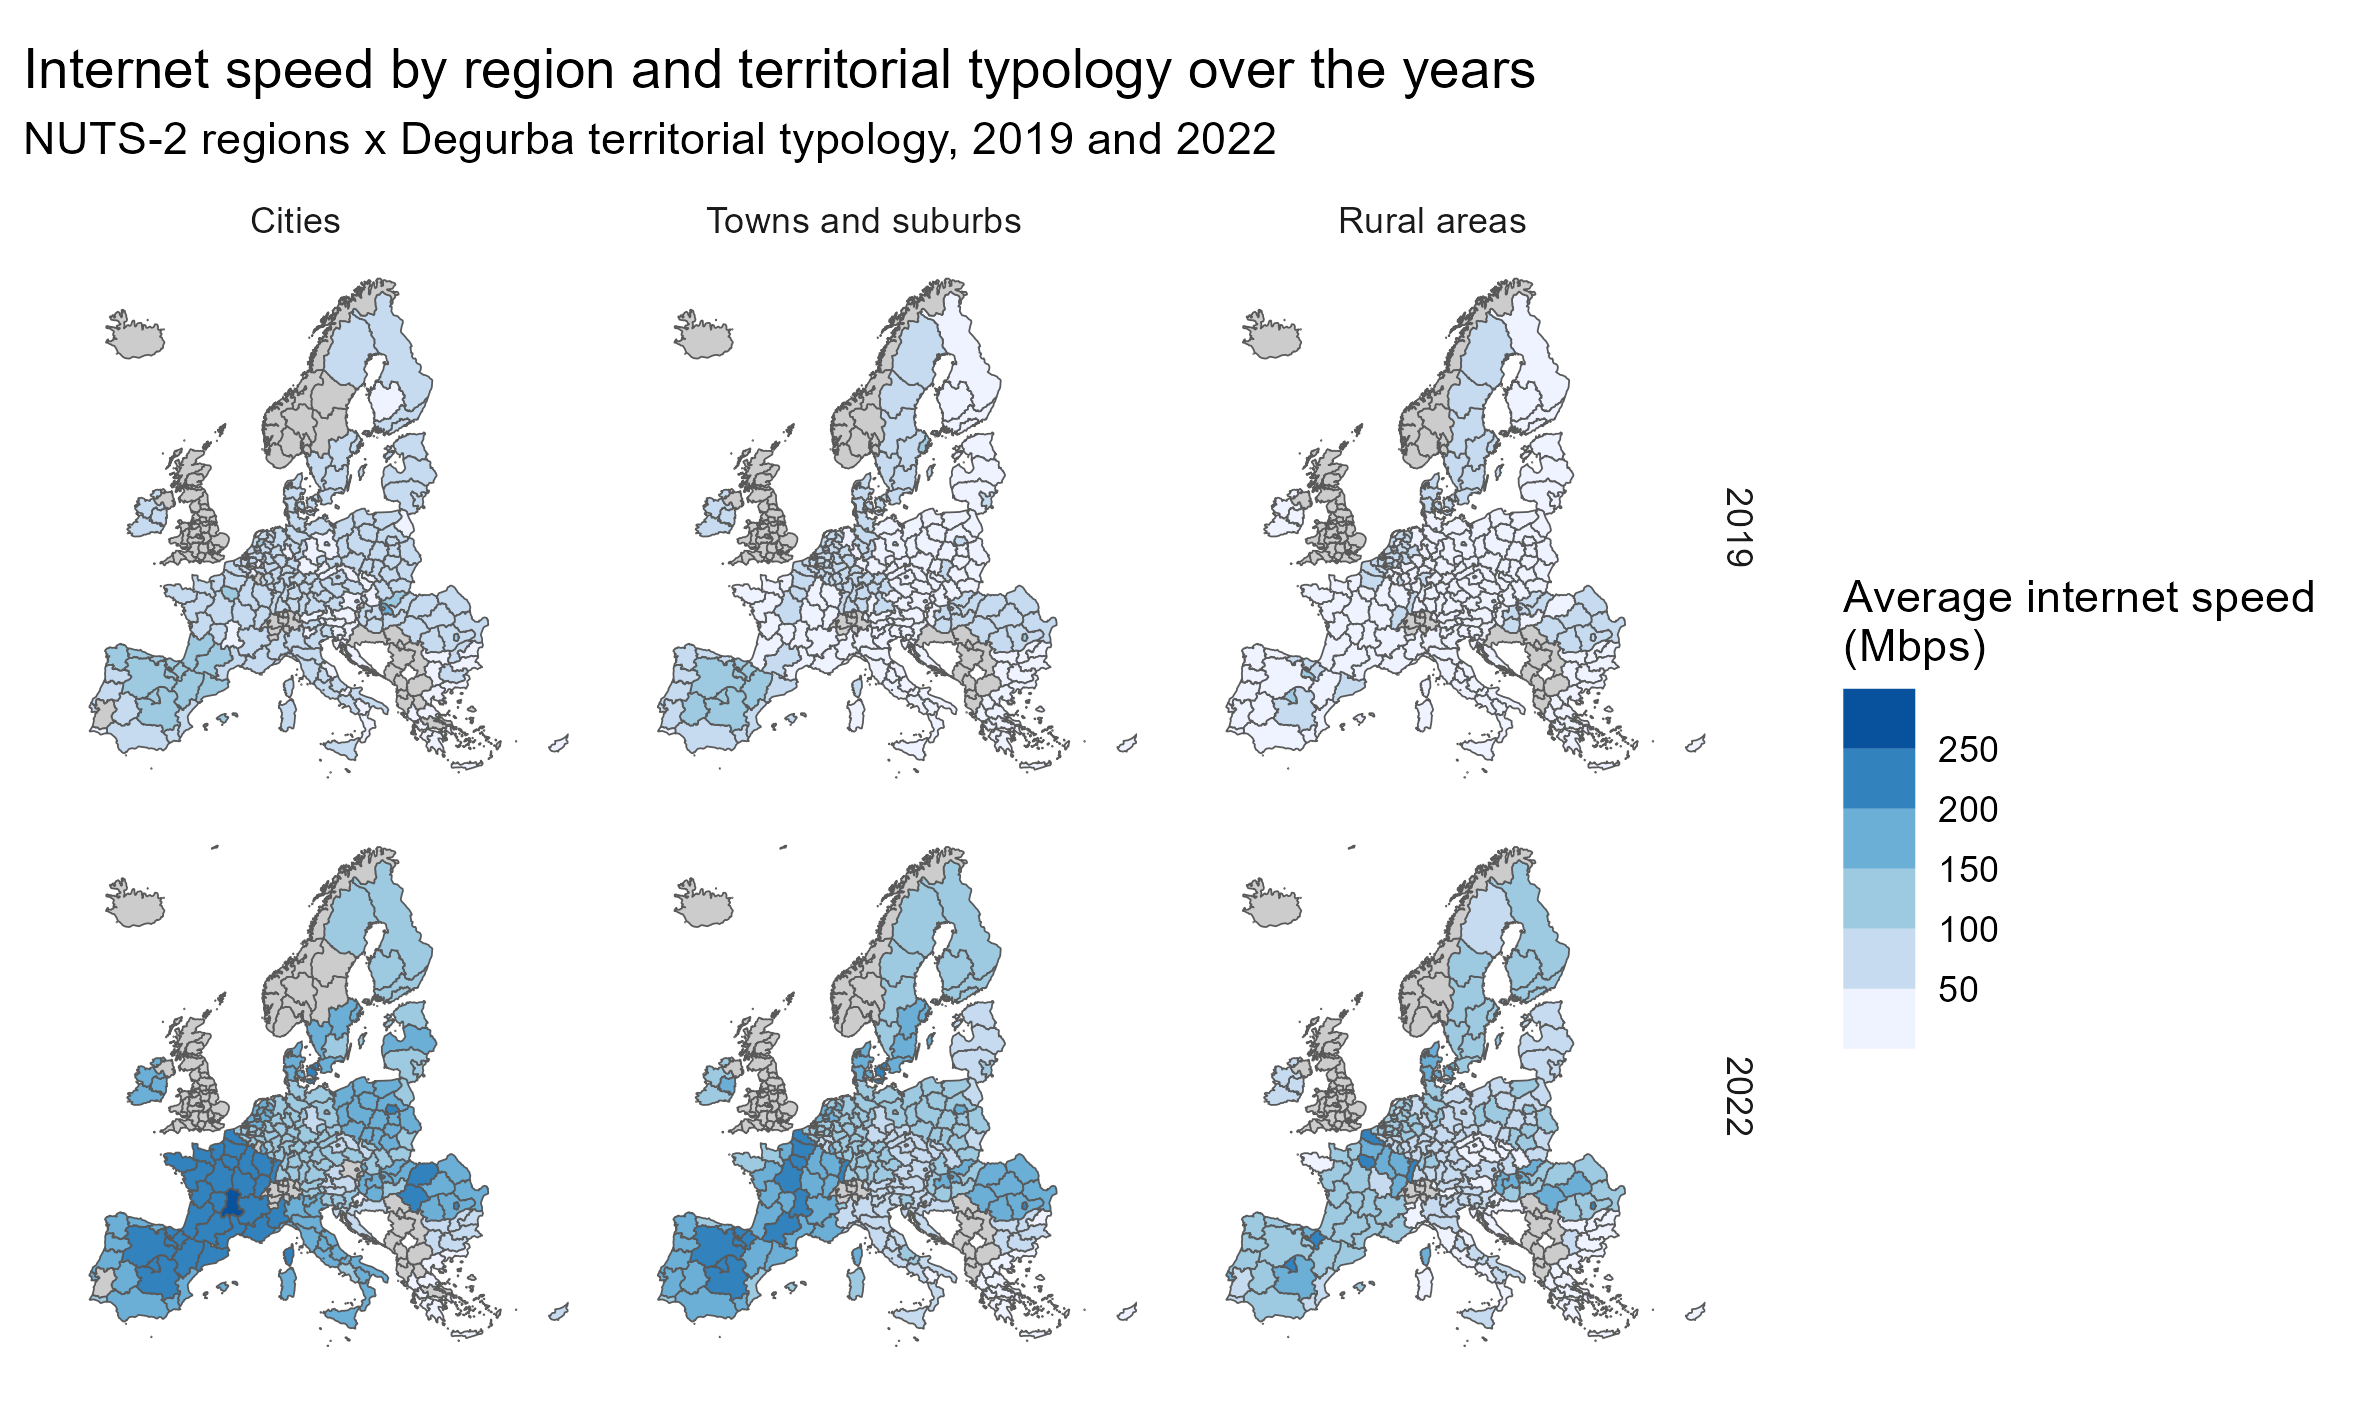 Internet speed by region and territorial typology over the years
NUTS-2 regions x Degurba territorial typology, 2019 and 2022
Cities
Towns and suburbs
Rural areas
2019
2022
Average internet speed
(Mbps)
250
200
150
100
50